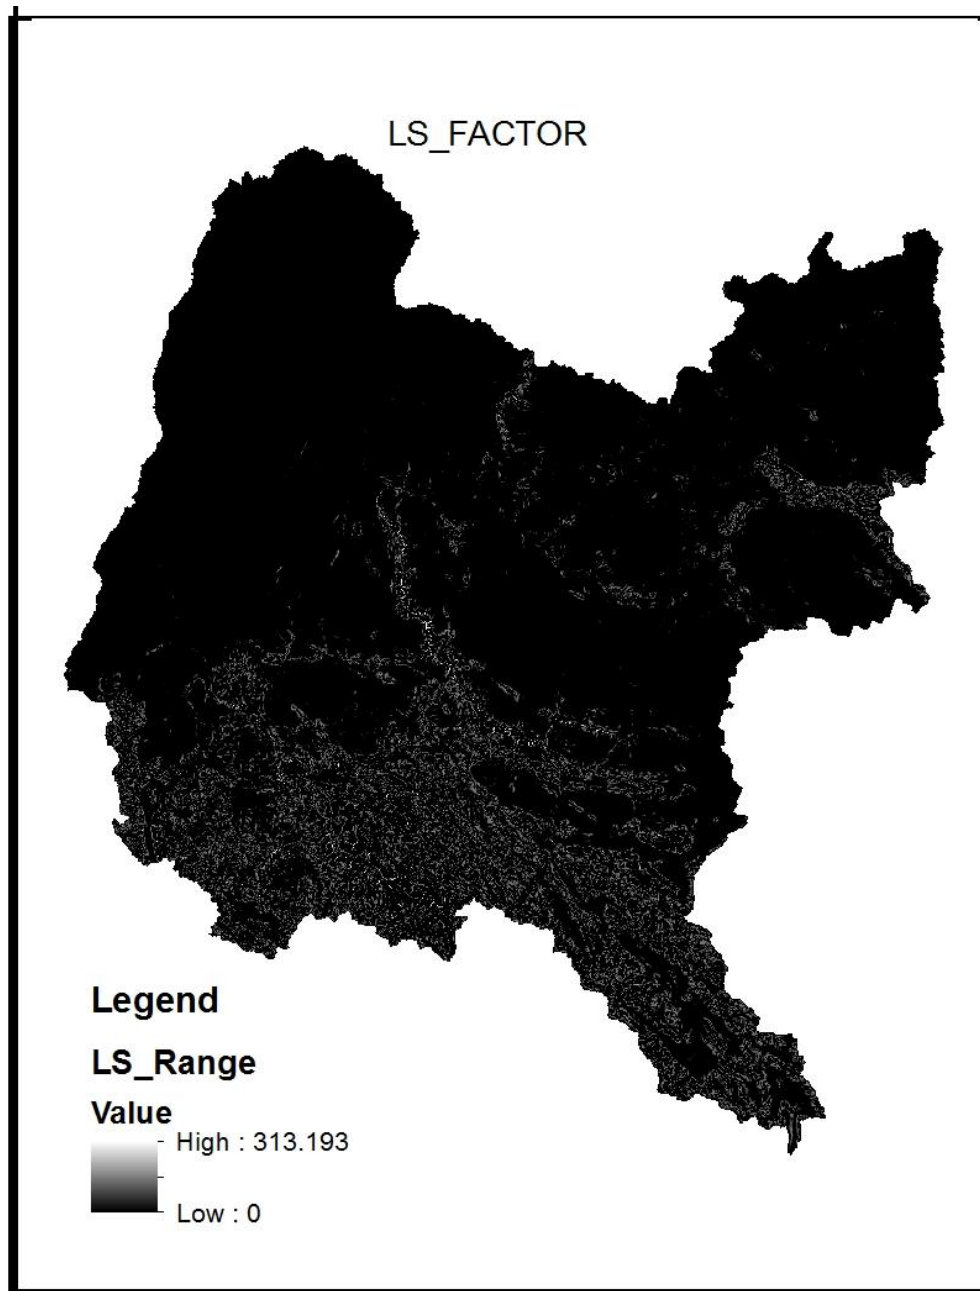 LS_FACTOR
Legend
LS_Range
Value
High : 313.193
Low : 0